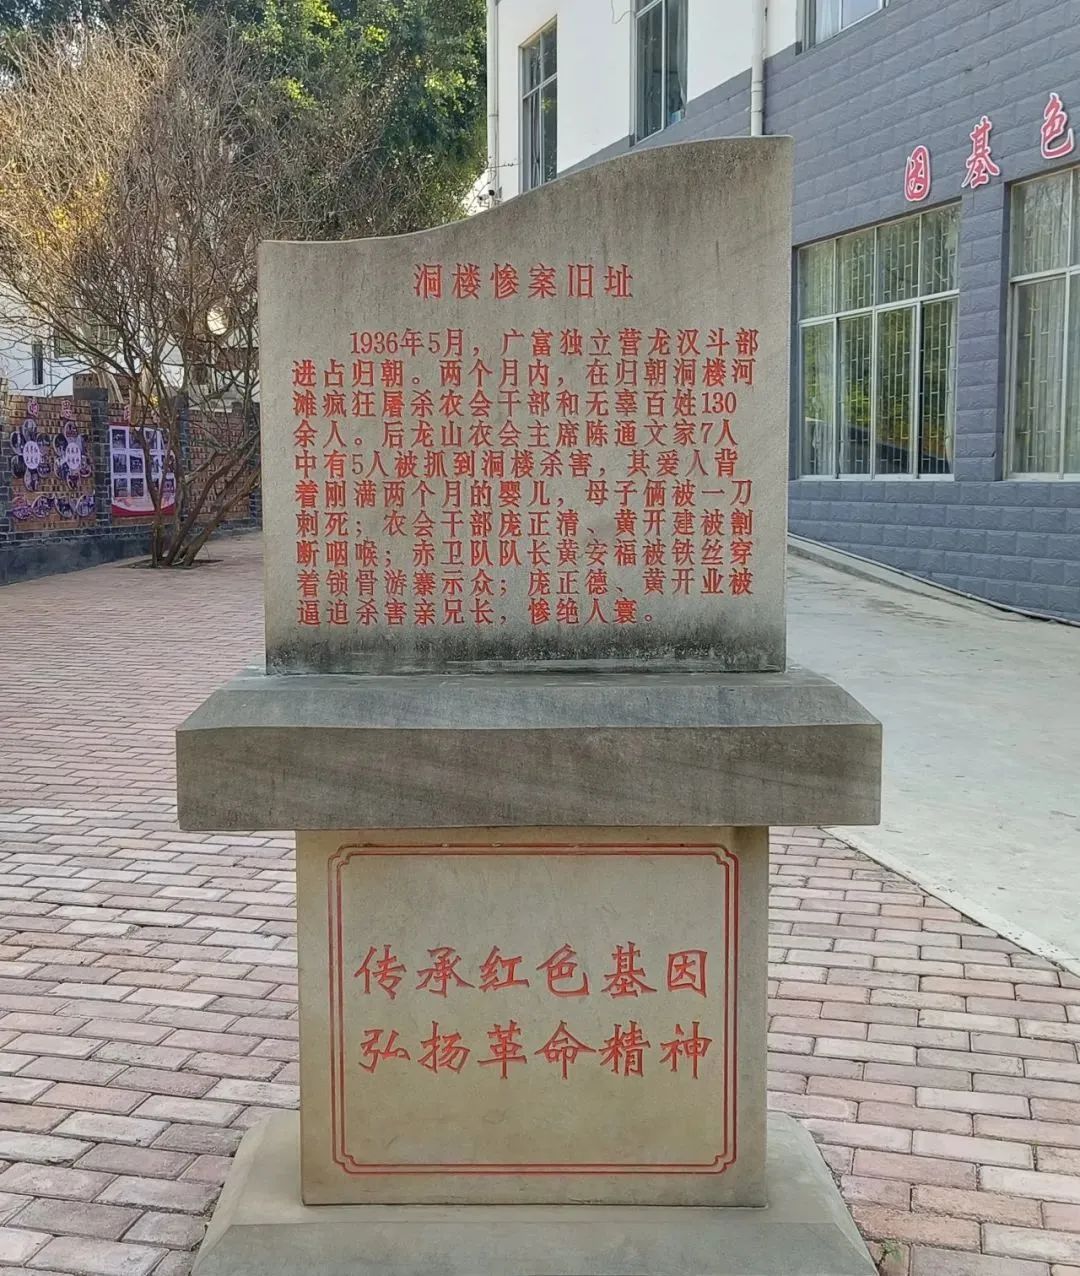 洞楼惨案旧址
1936年5月，广富独立营龙汉斗部
进占归朝。两个月内，在归朝洞楼河
滩疯狂屠杀农会干部和无辜百姓130
余人。后龙山农会主席陈通文家7人
中有5人被抓到洞楼杀害，其爱人背
着刚满两个月的婴儿，母子俩被一刀
刺死；农会干部庞正清、黄开建被割
断咽喉；赤卫队队长黄安福被铁丝穿
着锁骨游寨示众；庞正德、黄开业被
逼迫杀害亲兄长，惨绝人寰。
传承红色基因
弘扬革命精神
因基色